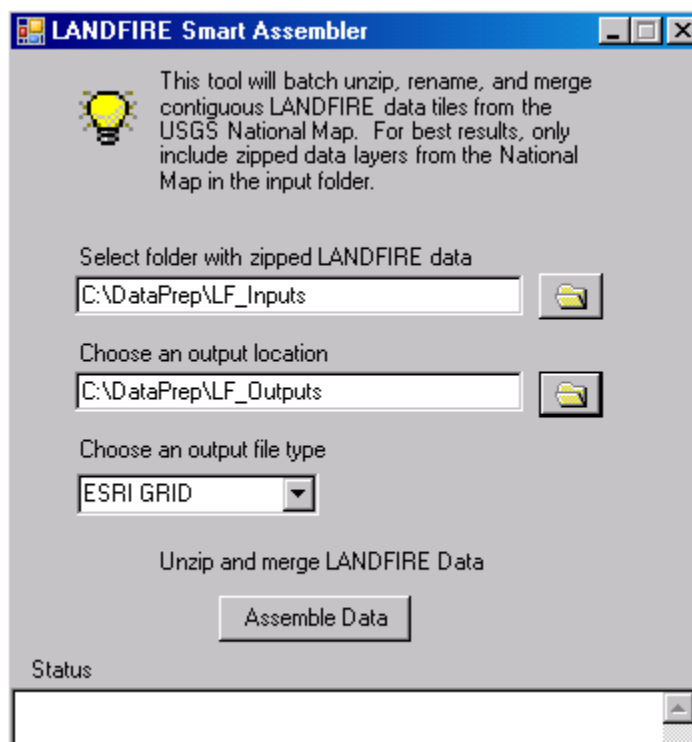 LANDFIRE Smart Assembler
This tool will batch unzip, rename, and merge
contiguous LANDFIRE data tiles from the
USGS National Map. For best results, only
include zipped data layers from the National
Map in the input folder.
Select folder with zipped LANDFIRE data
C:\DataPrep\LF_Inputs
Choose an output location
C:\DataPrep\LF_Outputs
Choose an output file type
ESRI GRID
Unzip and merge LANDFIRE Data
Assemble Data
Status